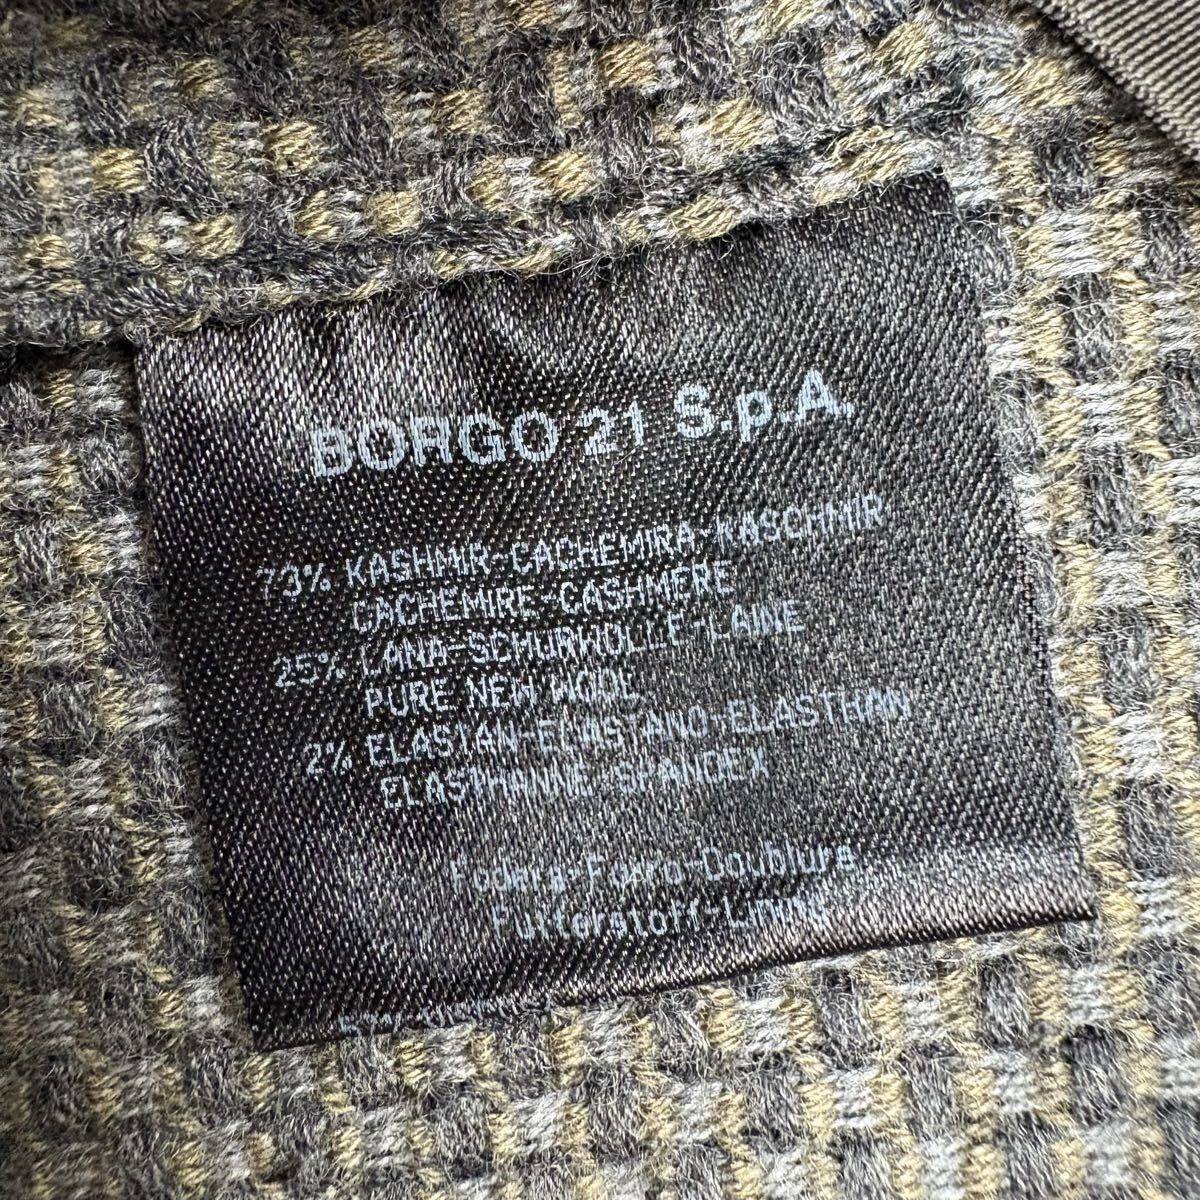 BORGO 21 S.p.A.
73% KASHMIR-CACHEMIRA-KASCHMIR
CACHEMIRE-CASHMERE
25% LANA-SCHURWOLLE-LAINE
PURE NEW WOOL
2% ELASTAN-ELASTANO-ELASTHAN
ELASTHANNE-SPANDEX
Fodera-Forro-Doublure
Futterstoff-Lining